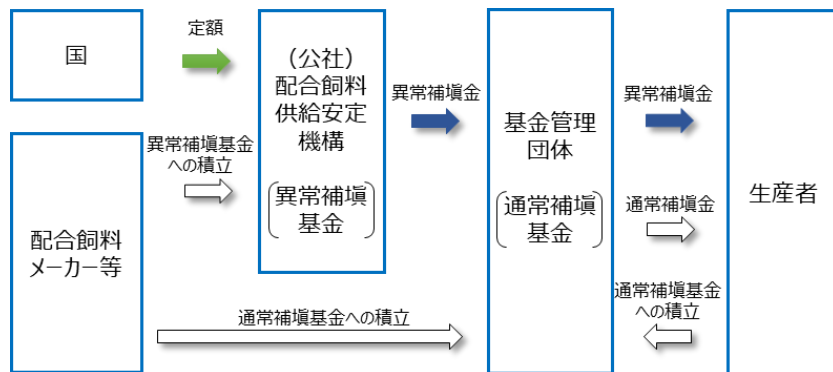 国
定額
（公社）
配合飼料
供給安定
機構
異常補塡
基金
配合飼料
メーカー等
異常補塡基金
への積立
異常補塡金
基金管理
団体
通常補塡
基金
異常補塡金
通常補塡金
通常補塡基金
への積立
生産者
通常補塡基金への積立